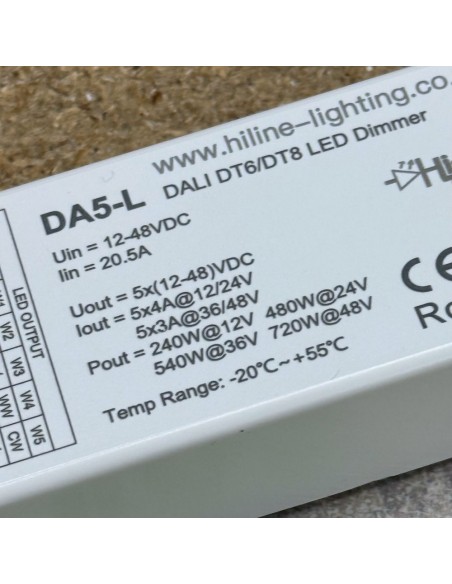 www.hiline-lighting.co.
DA5-L DALI DT6/DT8 LED Dimmer
Uin = 12-48VDC
Iin = 20.5A
Uout = 5x(12-48)VDC
Iout = 5x4A@12/24V
5x3A@36/48V
Pout = 240W@12V 480W@24V
540W@36V 720W@48V
Temp Range: -20°C~+55°C
CE
LED OUTPUT
W2
W3
W4
W5
WW
CW